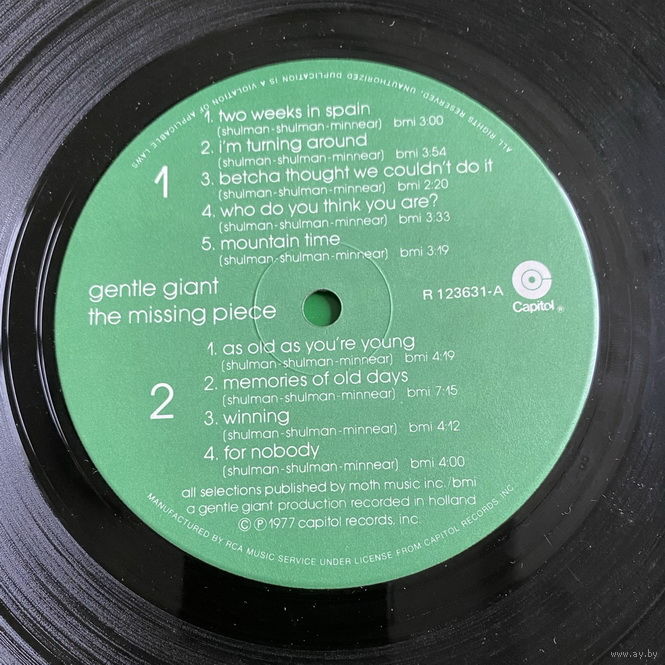 ALL RIGHTS RESERVED. UNAUTHORIZED DUPLICATION IS A VIOLATION OF APPLICABLE LAWS
1
1. two weeks in spain
(shulman-shulman-minnear) bmi 3:00
2. i'm turning around
(shulman-shulman-minnear) bmi 3:54
3. betcha thought we couldn't do it
(shulman-shulman-minnear) bmi 2:20
4. who do you think you are?
(shulman-shulman-minnear) bmi 3:33
5. mountain time
(shulman-shulman-minnear) bmi 3:19
gentle giant
the missing piece
R 123631-A
Capitol®
2
1. as old as you're young
(shulman-shulman-minnear) bmi 4:19
2. memories of old days
(shulman-shulman-minnear) bmi 7:15
3. winning
(shulman-shulman-minnear) bmi 4:12
4. for nobody
(shulman-shulman-minnear) bmi 4:00
all selections published by moth music inc./bmi
a gentle giant production recorded in holland
© ℗ 1977 capitol records, inc.
MANUFACTURED BY RCA MUSIC SERVICE UNDER LICENSE FROM CAPITOL RECORDS, INC.
www.ay.by